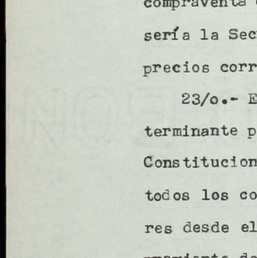 compraventa
sería la Sec
precios corr
23/o.- E
terminante p
Constitucion
todos los co
res desde el